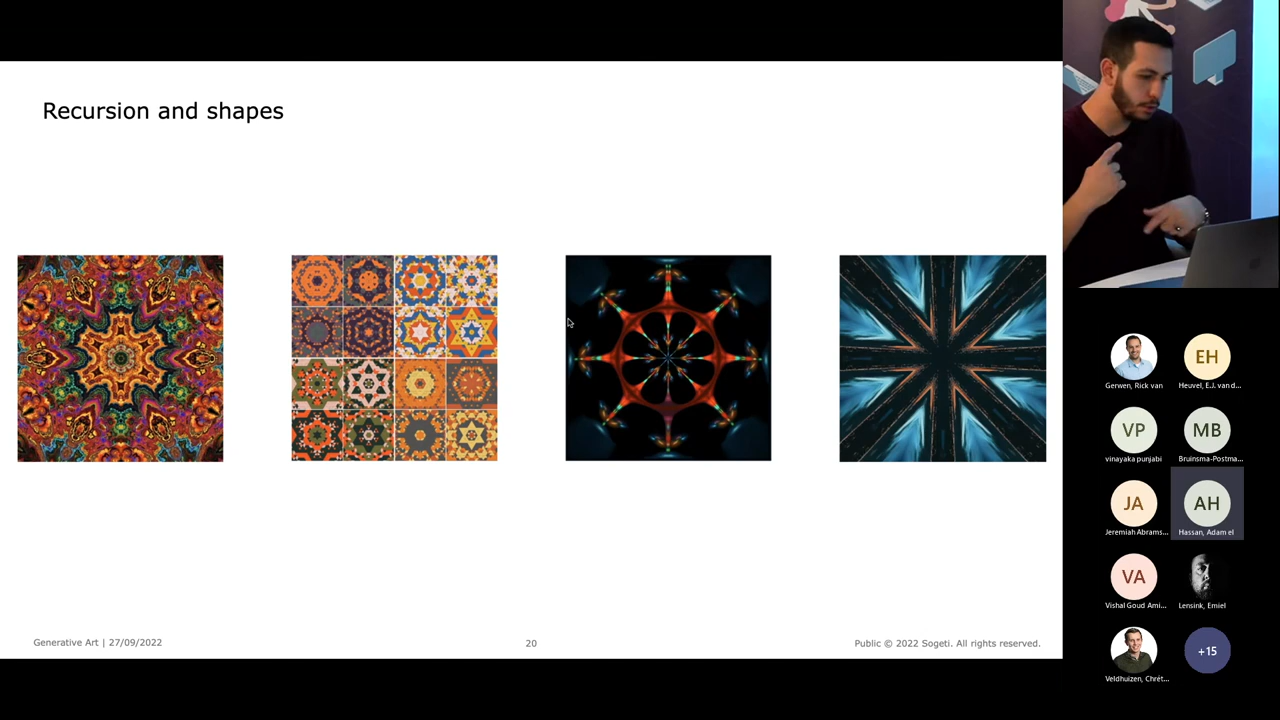 Recursion and shapes
Generative Art | 27/09/2022
20
Public © 2022 Sogeti. All rights reserved.
Gerwen, Rick van
EH
Heuvel, E.J. van d...
VP
vinayaka punjabi
MB
Bruinsma-Postma...
JA
Jeremiah Abrams...
AH
Hassan, Adam el
VA
Vishal Goud Ami...
Lensink, Emiel
Veldhuizen, Chrét...
+15